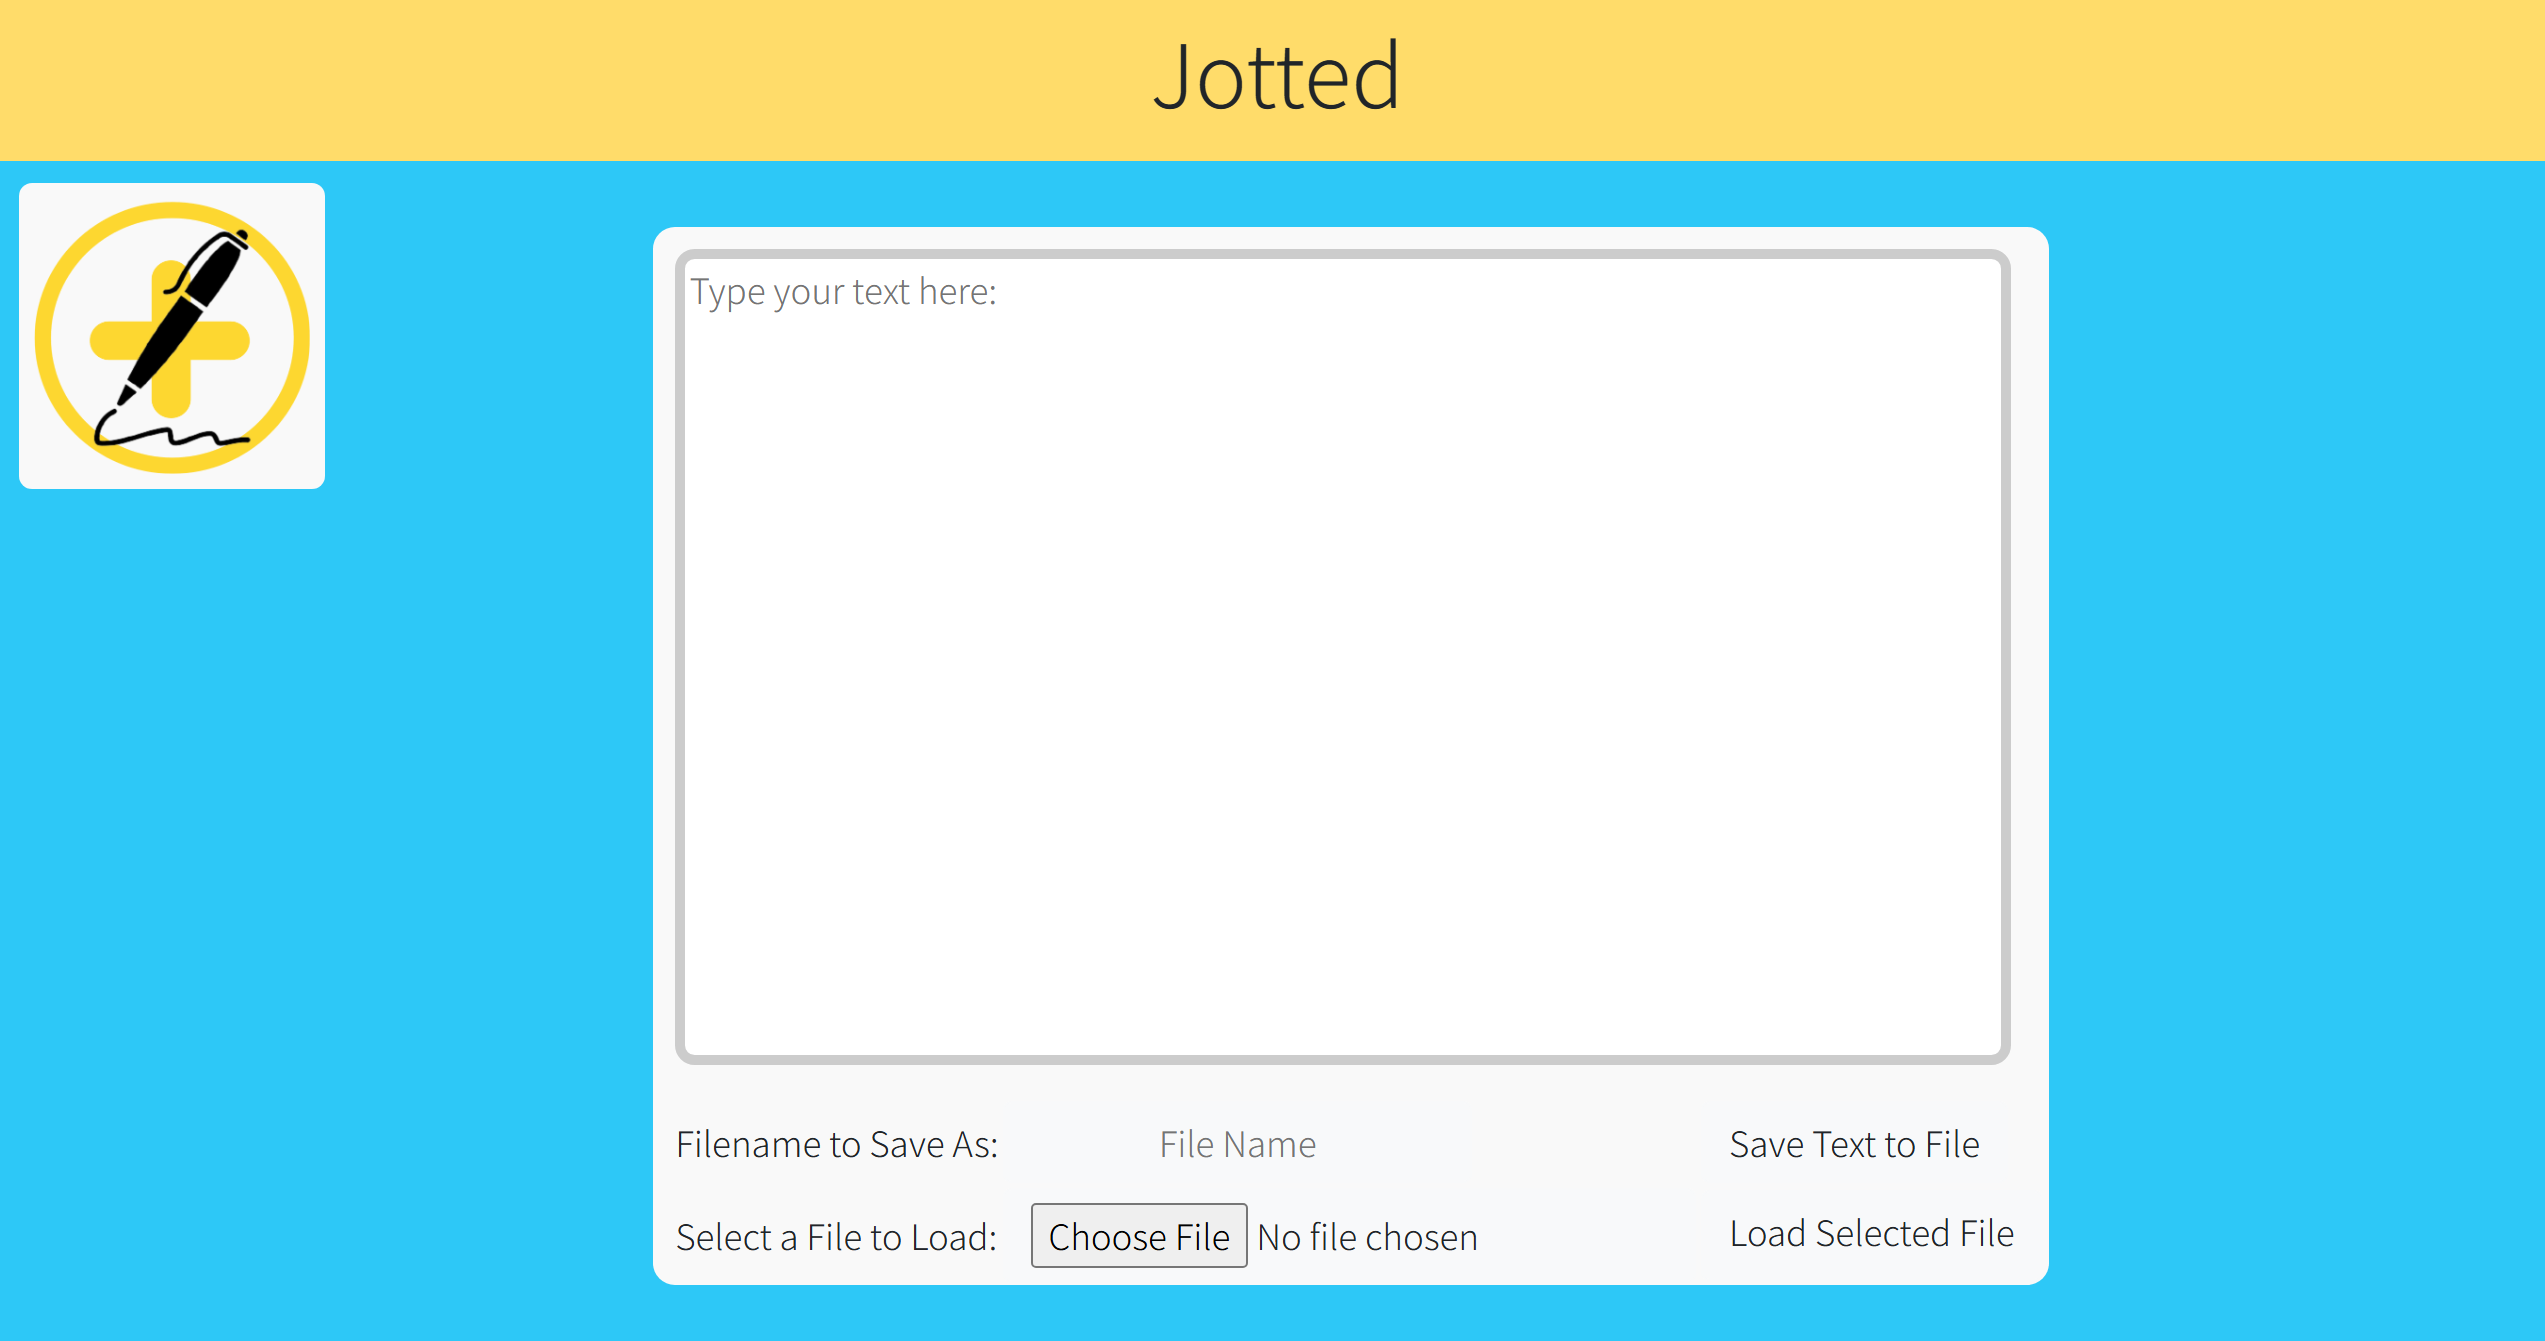 Jotted
Type your text here:
Filename to Save As: File Name Save Text to File
Select a File to Load: Choose File No file chosen Load Selected File